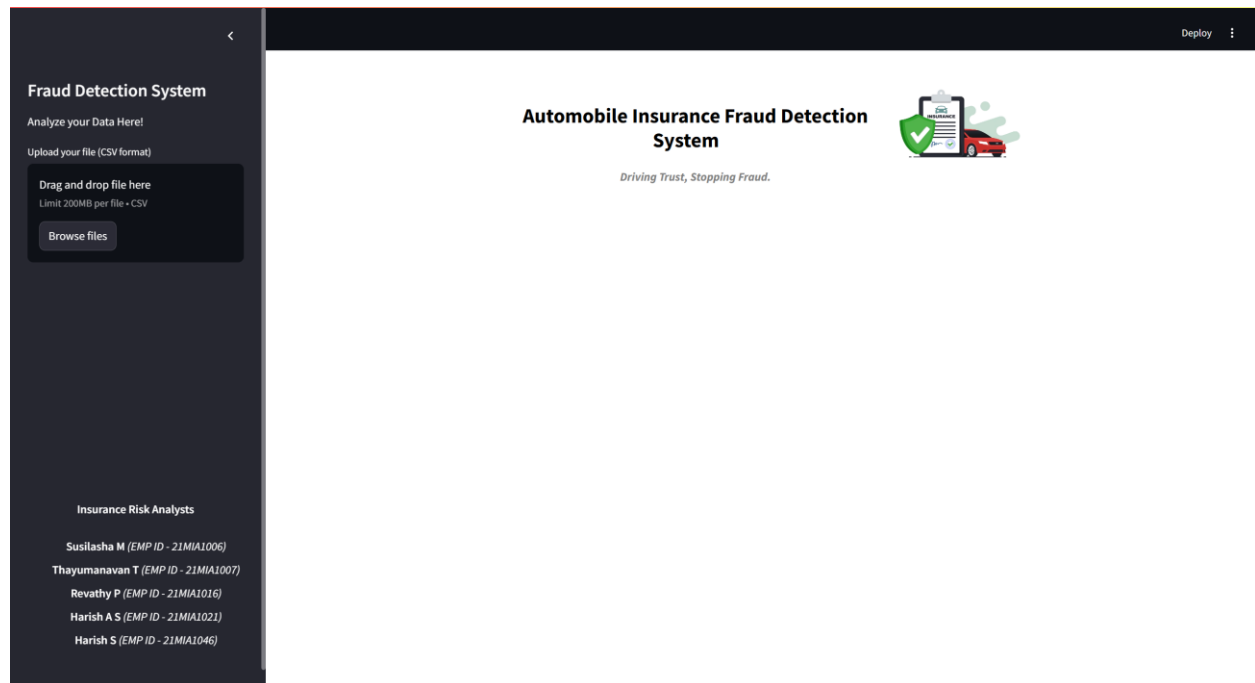 Deploy
Fraud Detection System
Analyze your Data Here!
Upload your file (CSV format)
Drag and drop file here
Limit 200MB per file • CSV
Browse files
Insurance Risk Analysts
Susilasha M (EMP ID - 21MIA1006)
Thayumanavan T (EMP ID - 21MIA1007)
Revathy P (EMP ID - 21MIA1016)
Harish A S (EMP ID - 21MIA1021)
Harish S (EMP ID - 21MIA1046)
Automobile Insurance Fraud Detection
System
Driving Trust, Stopping Fraud.
INSURANCE